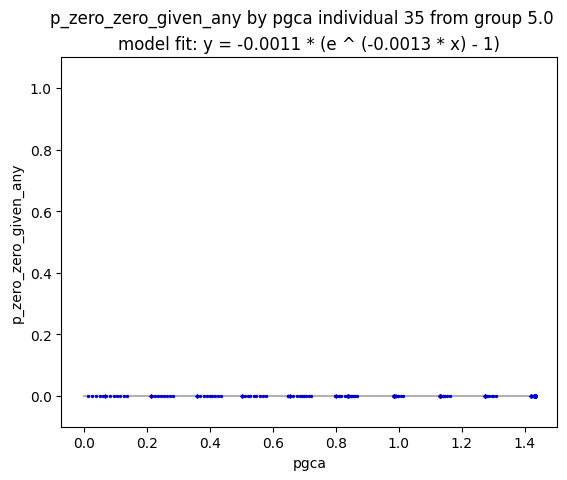 p_zero_zero_given_any by pgca individual 35 from group 5.0
model fit: y = -0.0011 * (e ^ (-0.0013 * x) - 1)
1.0
0.8
0.6
0.4
0.2
0.0
p_zero_zero_given_any
0.0 0.2 0.4 0.6 0.8 1.0 1.2 1.4
pgca